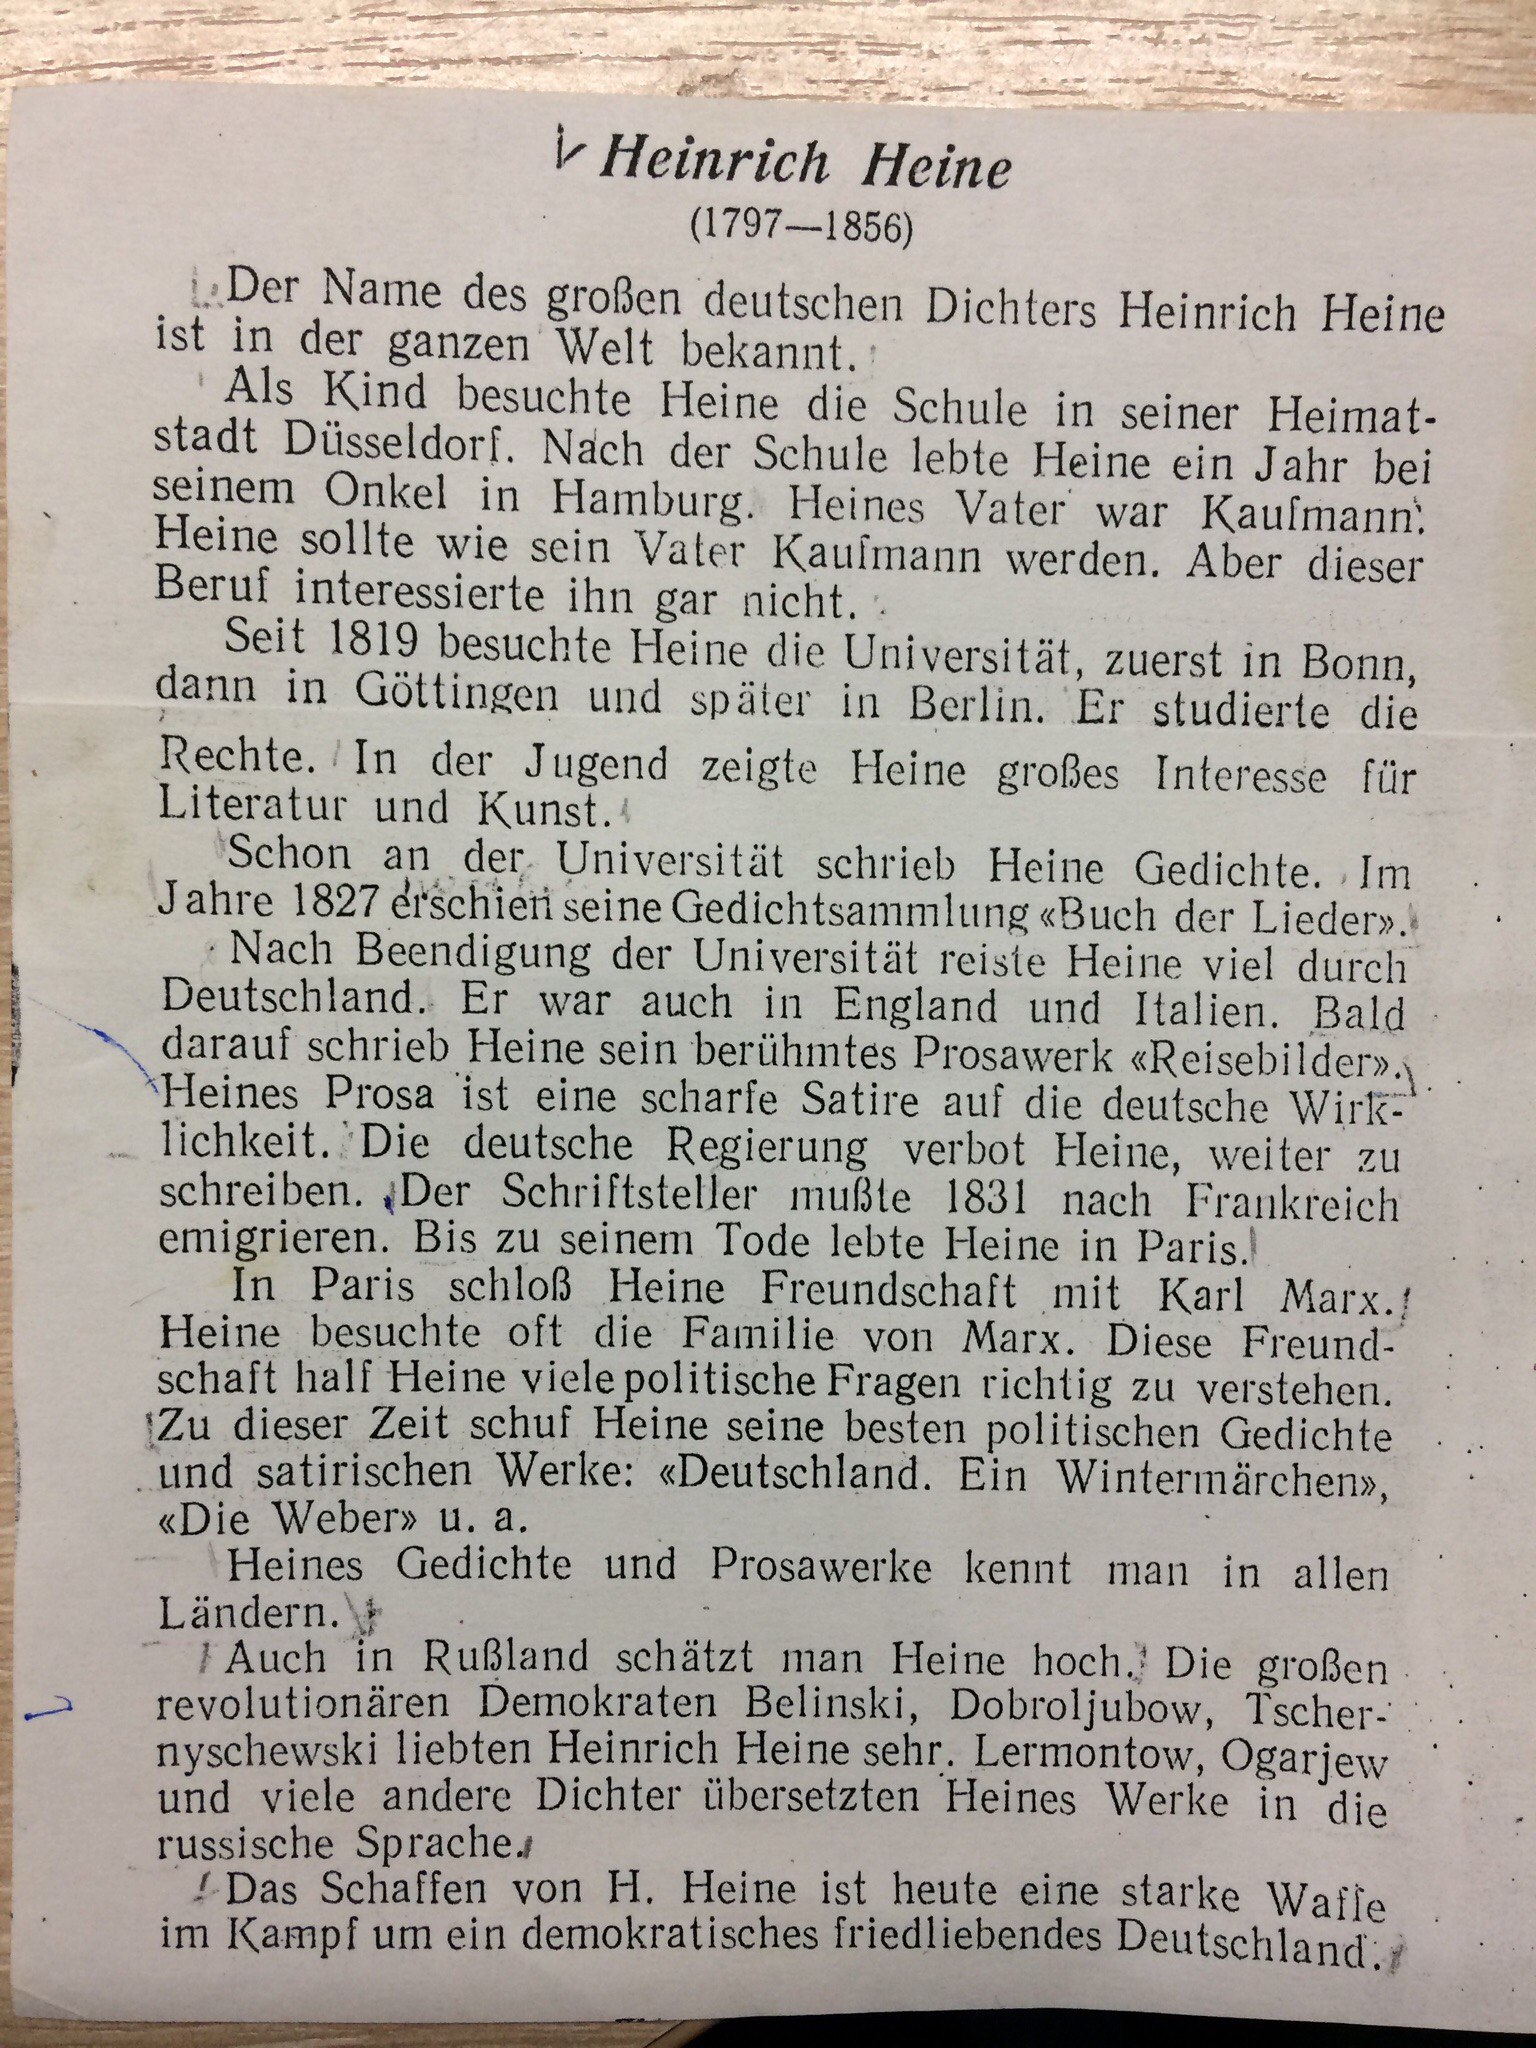 Heinrich Heine
(1797—1856)
Der Name des großen deutschen Dichters Heinrich Heine
ist in der ganzen Welt bekannt.
Als Kind besuchte Heine die Schule in seiner Heimat-
stadt Düsseldorf. Nach der Schule lebte Heine ein Jahr bei
seinem Onkel in Hamburg. Heines Vater war Kaufmann.
Heine sollte wie sein Vater Kaufmann werden. Aber dieser
Beruf interessierte ihn gar nicht.
Seit 1819 besuchte Heine die Universität, zuerst in Bonn,
dann in Göttingen und später in Berlin. Er studierte die
Rechte. In der Jugend zeigte Heine großes Interesse für
Literatur und Kunst.
Schon an der Universität schrieb Heine Gedichte. Im
Jahre 1827 erschien seine Gedichtsammlung «Buch der Lieder».
Nach Beendigung der Universität reiste Heine viel durch
Deutschland. Er war auch in England und Italien. Bald
darauf schrieb Heine sein berühmtes Prosawerk «Reisebilder».
Heines Prosa ist eine scharfe Satire auf die deutsche Wirk-
lichkeit. Die deutsche Regierung verbot Heine, weiter zu
schreiben. Der Schriftsteller mußte 1831 nach Frankreich
emigrieren. Bis zu seinem Tode lebte Heine in Paris.
In Paris schloß Heine Freundschaft mit Karl Marx.
Heine besuchte oft die Familie von Marx. Diese Freund-
schaft half Heine viele politische Fragen richtig zu verstehen.
Zu dieser Zeit schuf Heine seine besten politischen Gedichte
und satirischen Werke: «Deutschland. Ein Wintermärchen»,
«Die Weber» u. a.
Heines Gedichte und Prosawerke kennt man in allen
Ländern.
Auch in Rußland schätzt man Heine hoch. Die großen
revolutionären Demokraten Belinski, Dobroljubow, Tscher-
nyschewski liebten Heinrich Heine sehr. Lermontow, Ogarjew
und viele andere Dichter übersetzten Heines Werke in die
russische Sprache.
Das Schaffen von H. Heine ist heute eine starke Waffe
im Kampf um ein demokratisches friedliebendes Deutschland.